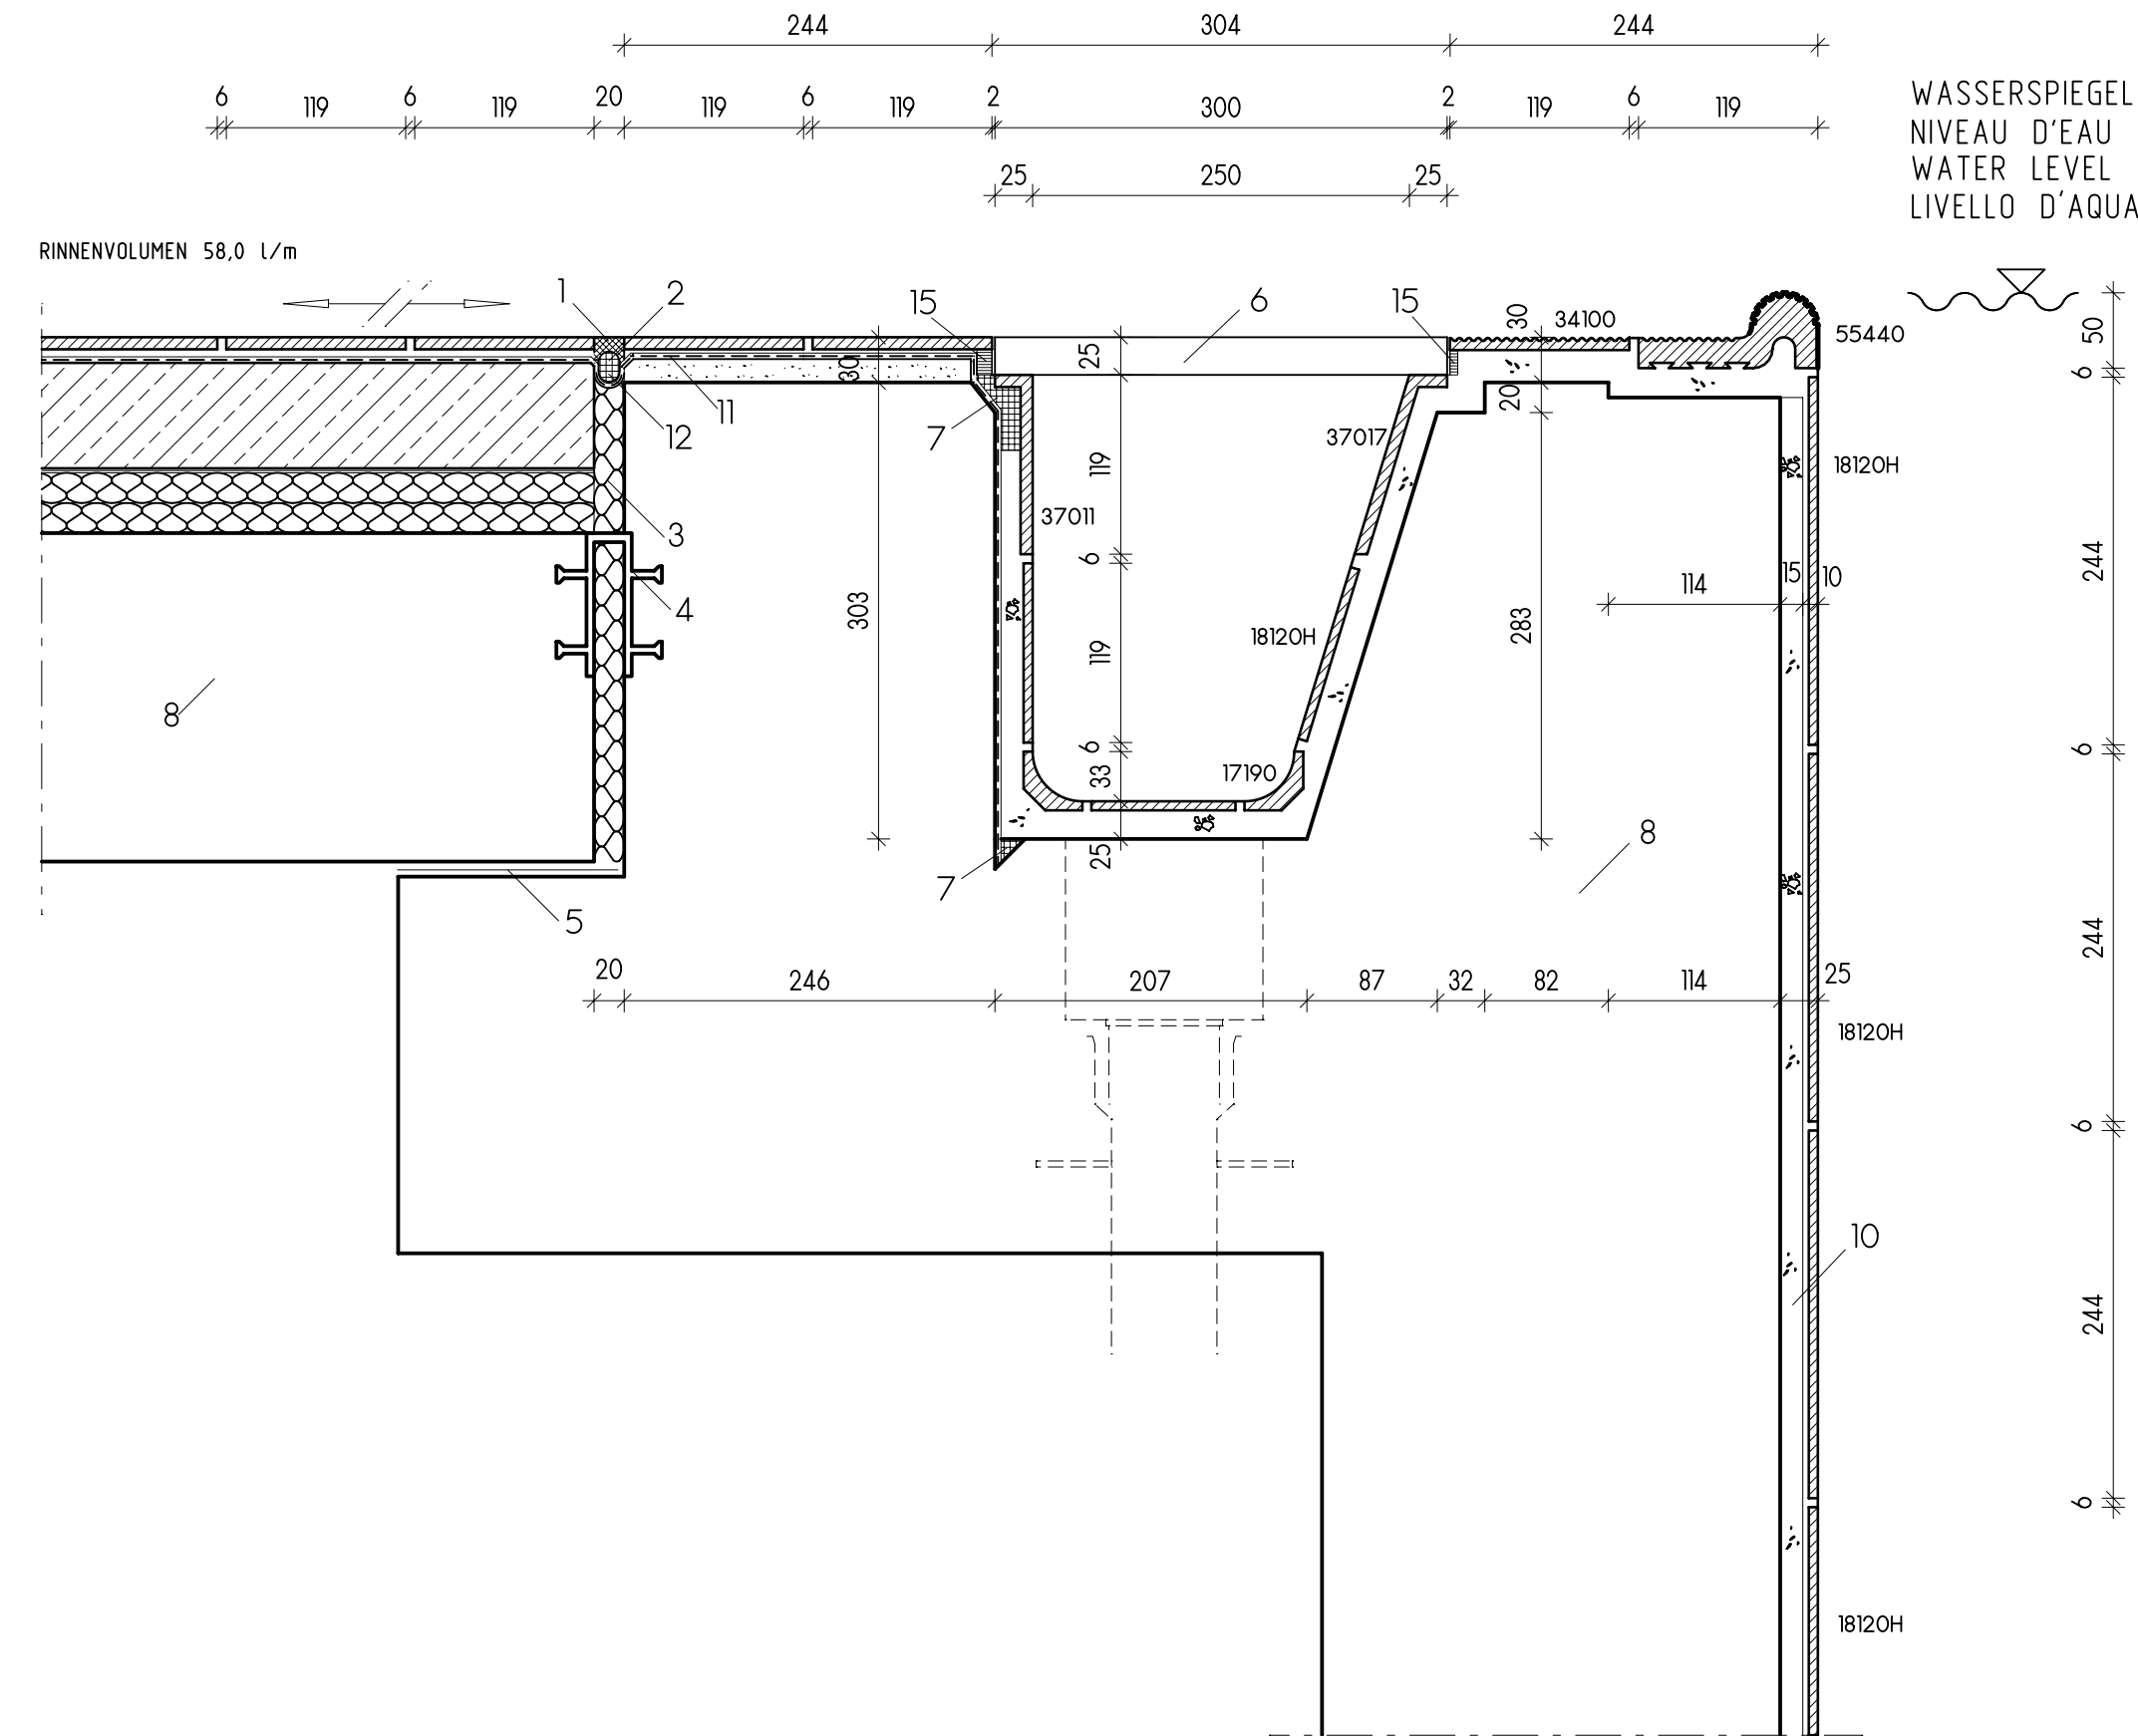 244 304 244
6 119 6 119 20 119 6 119 2 300 2 119 6 119
WASSERSPIEGEL
NIVEAU D'EAU
WATER LEVEL
LIVELLO D'AQUA
25 250 25
RINNENVOLUMEN 58,0 l/m
1 2 15 6 15
30 34100
55440
50
30 25
20
6
12 11 7
37017
119
18120H
3
37011
6
244
4
303
114 15 10
283
18120H
119
8
6
33
17190
6
8
25
7
5
244
20 246 207 87 32 82 114 25
18120H
6
10
244
6
18120H